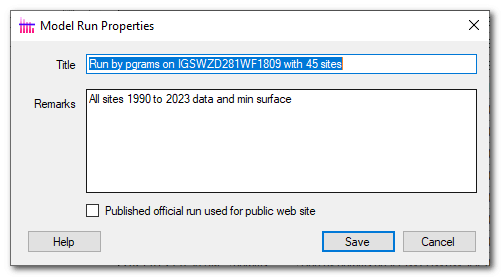 Model Run Properties
Title
Run by pgrams on IGSWZD281WF1809 with 45 sites
Remarks
All sites 1990 to 2023 data and min surface
Published official run used for public web site
Help
Save
Cancel